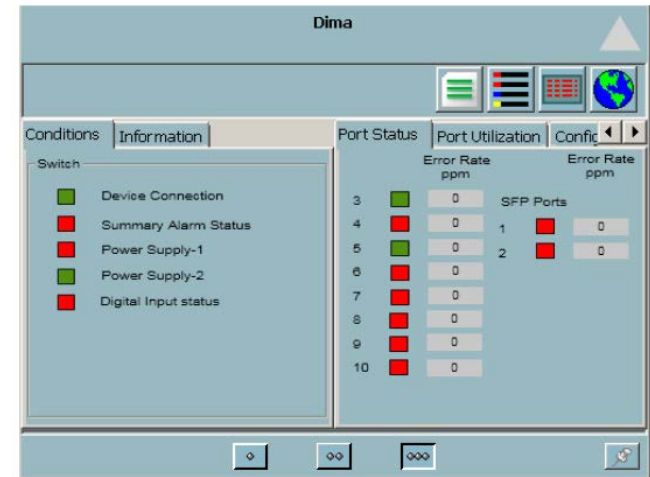 Dima
Conditions Information
Switch
Device Connection
Summary Alarm Status
Power Supply-1
Power Supply-2
Digital Input status
Port Status Port Utilization Config
Error Rate
ppm
Error Rate
ppm
3 0 SFP Ports
4 0 1 0
5 0 2 0
6 0
7 0
8 0
9 0
10 0